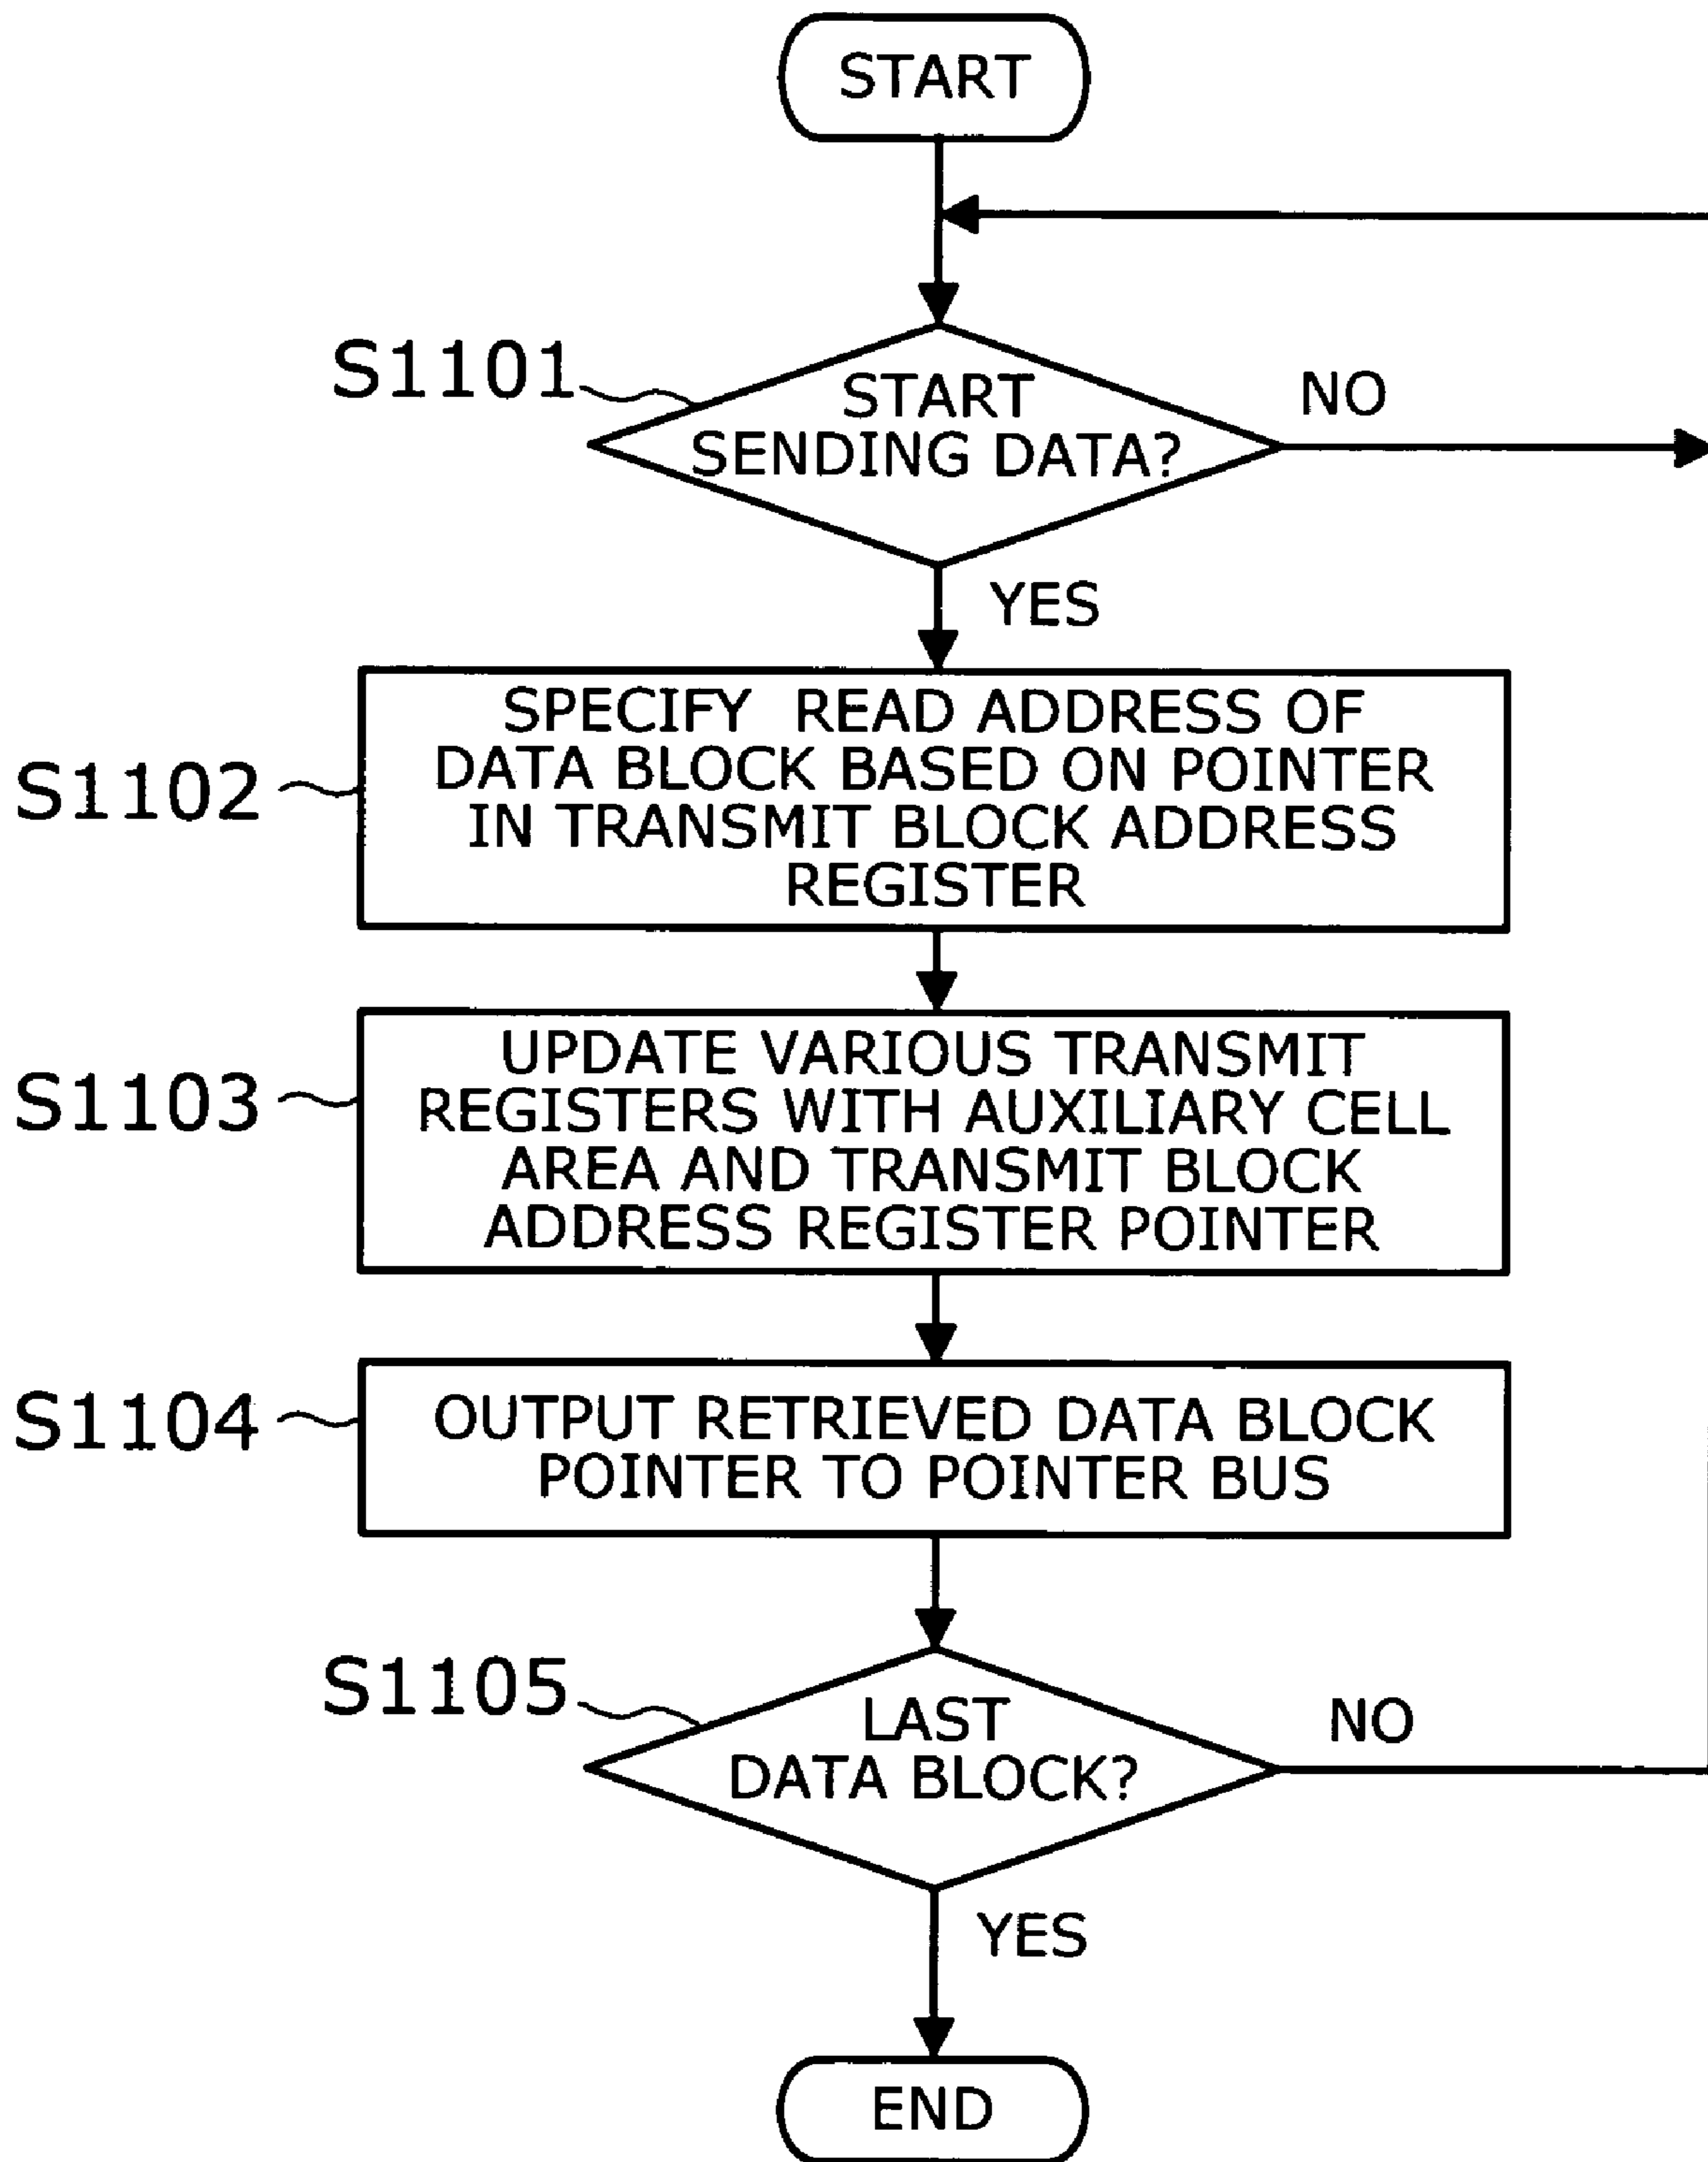 START
S1101
START
SENDING DATA?
NO
YES
S1102
SPECIFY READ ADDRESS OF
DATA BLOCK BASED ON POINTER
IN TRANSMIT BLOCK ADDRESS
REGISTER
S1103
UPDATE VARIOUS TRANSMIT
REGISTERS WITH AUXILIARY CELL
AREA AND TRANSMIT BLOCK
ADDRESS REGISTER POINTER
S1104
OUTPUT RETRIEVED DATA BLOCK
POINTER TO POINTER BUS
S1105
LAST
DATA BLOCK?
NO
YES
END